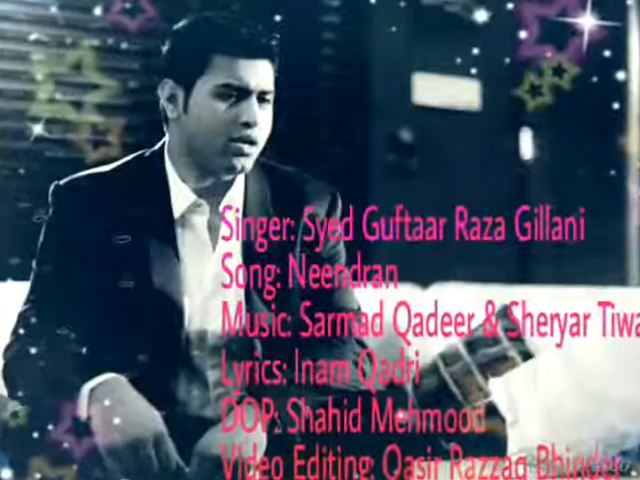 Singer: Syed Guftaar Raza Gillani
Song: Neendran
Music: Sarmad Qadeer & Sheryar Tiwa
Lyrics: Inam Qadri
DOP: Shahid Mehmood
Video Editing: Qasir Razzaq Bhinder